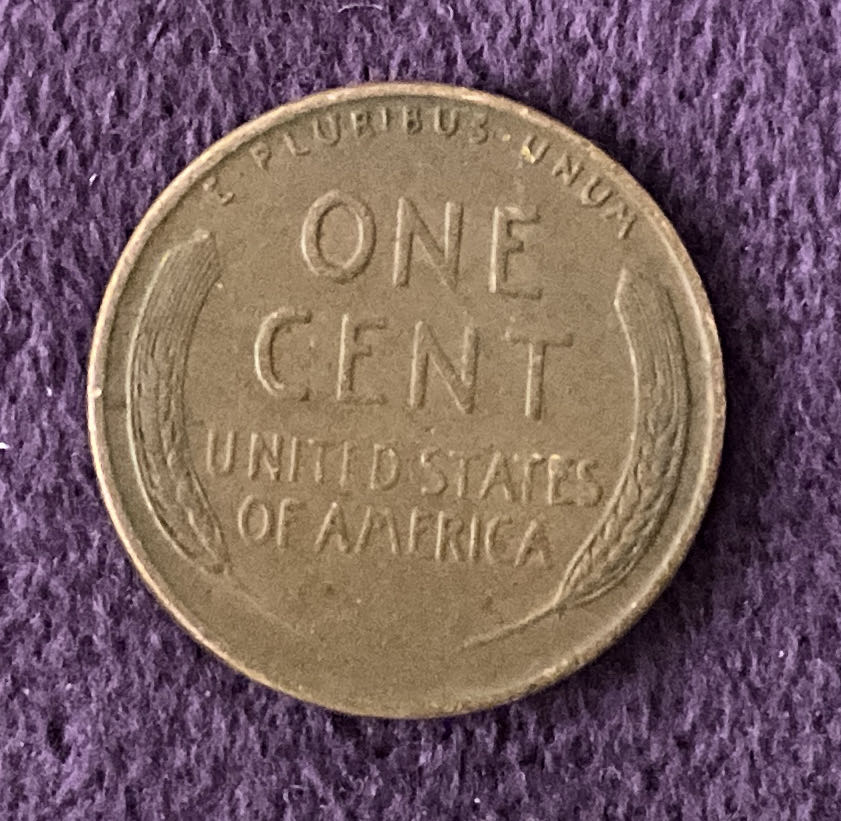 E·PLURIBUS·UNUM
ONE
CENT
UNITED STATES
OF AMERICA